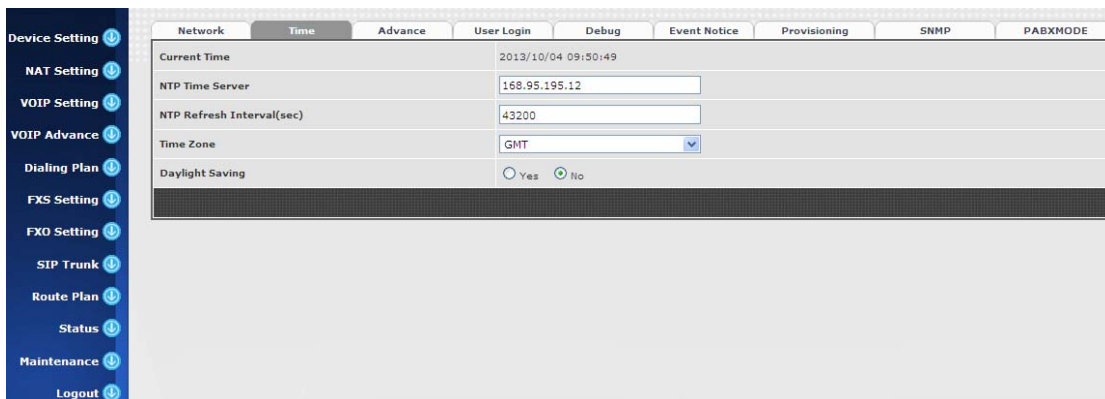 Device Setting
NAT Setting
VOIP Setting
VOIP Advance
Dialing Plan
FXS Setting
FXO Setting
SIP Trunk
Route Plan
Status
Maintenance
Logout
Network Time Advance User Login Debug Event Notice Provisioning SNMP PABXMODE
Current Time 2013/10/04 09:50:49
NTP Time Server 168.95.195.12
NTP Refresh Interval(sec) 43200
Time Zone GMT
Daylight Saving Yes No